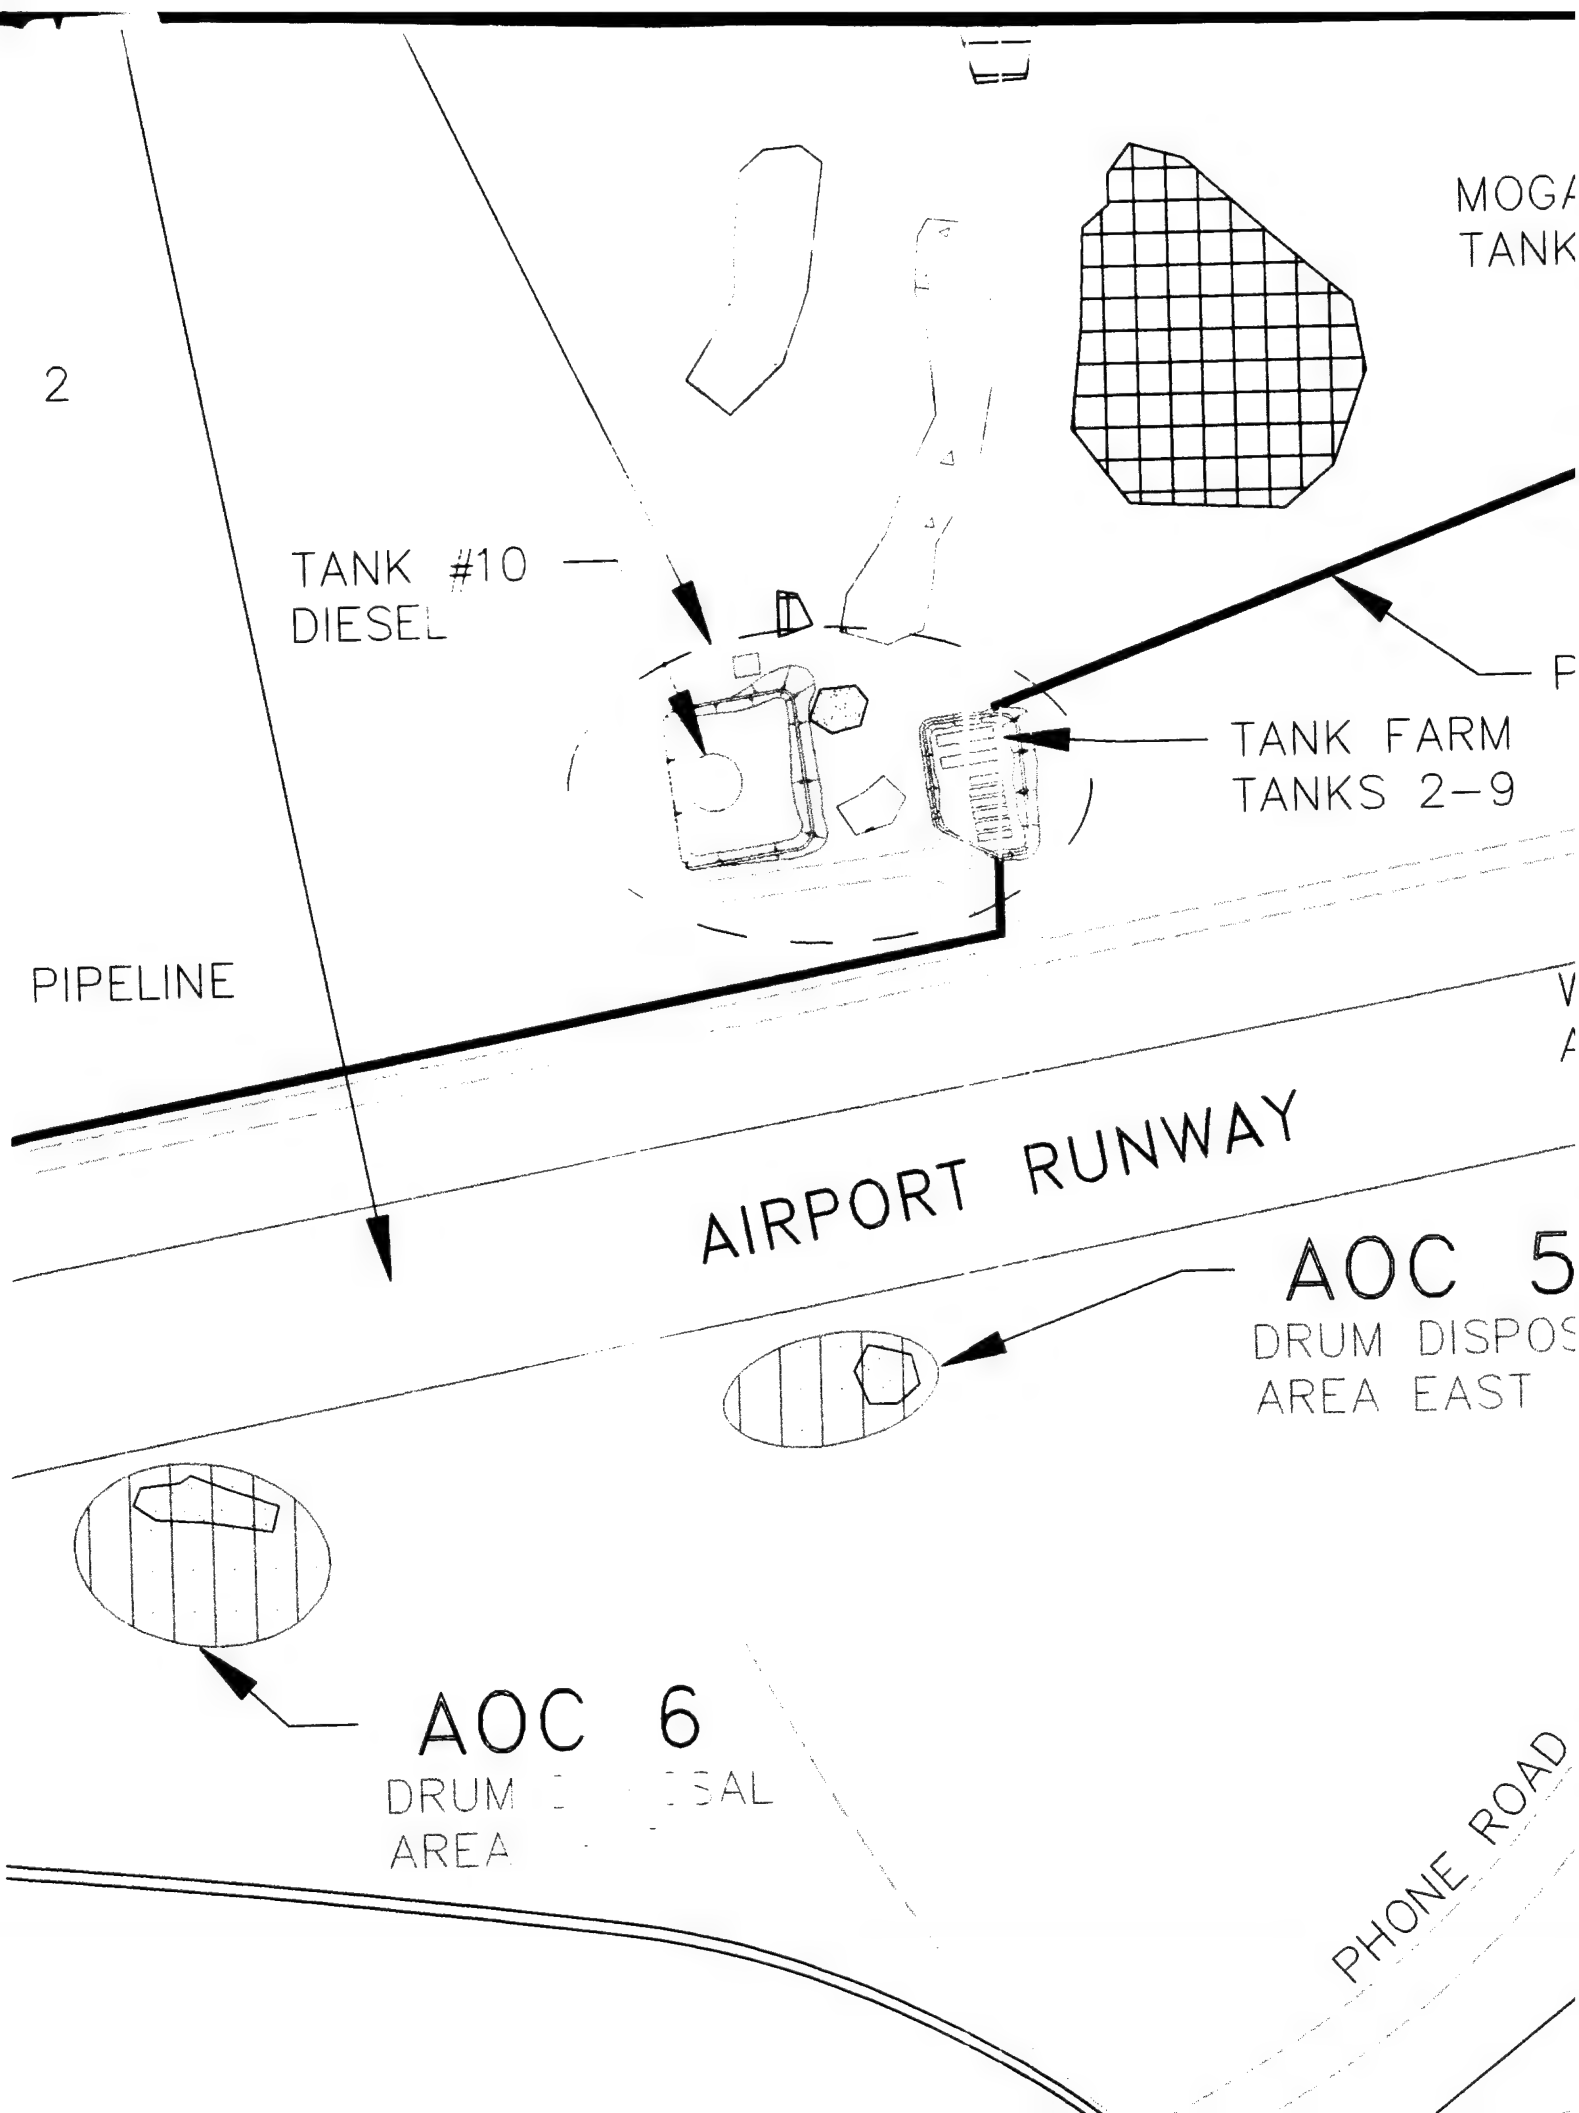 MOGA
TANK
2
TANK #10
DIESEL
P
TANK FARM
TANKS 2-9
PIPELINE
W
A
AIRPORT RUNWAY
AOC 5
DRUM DISPOS
AREA EAST
AOC 6
DRUM
AREA
PHONE ROAD